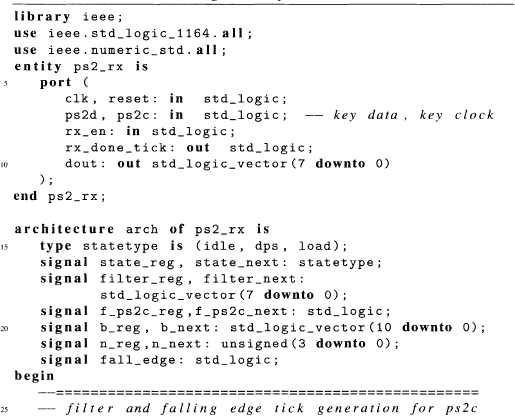 library ieee;
use ieee.std_logic_1164.all;
use ieee.numeric_std.all;
entity ps2_rx is
5 port (
clk, reset: in std_logic;
ps2d, ps2c: in std_logic; -- key data, key clock
rx_en: in std_logic;
rx_done_tick: out std_logic;
10 dout: out std_logic_vector(7 downto 0)
);
end ps2_rx;

architecture arch of ps2_rx is
15 type statetype is (idle, dps, load);
signal state_reg, state_next: statetype;
signal filter_reg, filter_next:
std_logic_vector(7 downto 0);
signal f_ps2c_reg,f_ps2c_next: std_logic;
20 signal b_reg, b_next: std_logic_vector(10 downto 0);
signal n_reg,n_next: unsigned(3 downto 0);
signal fall_edge: std_logic;
begin
--=================================================
25 -- filter and falling edge tick generation for ps2c